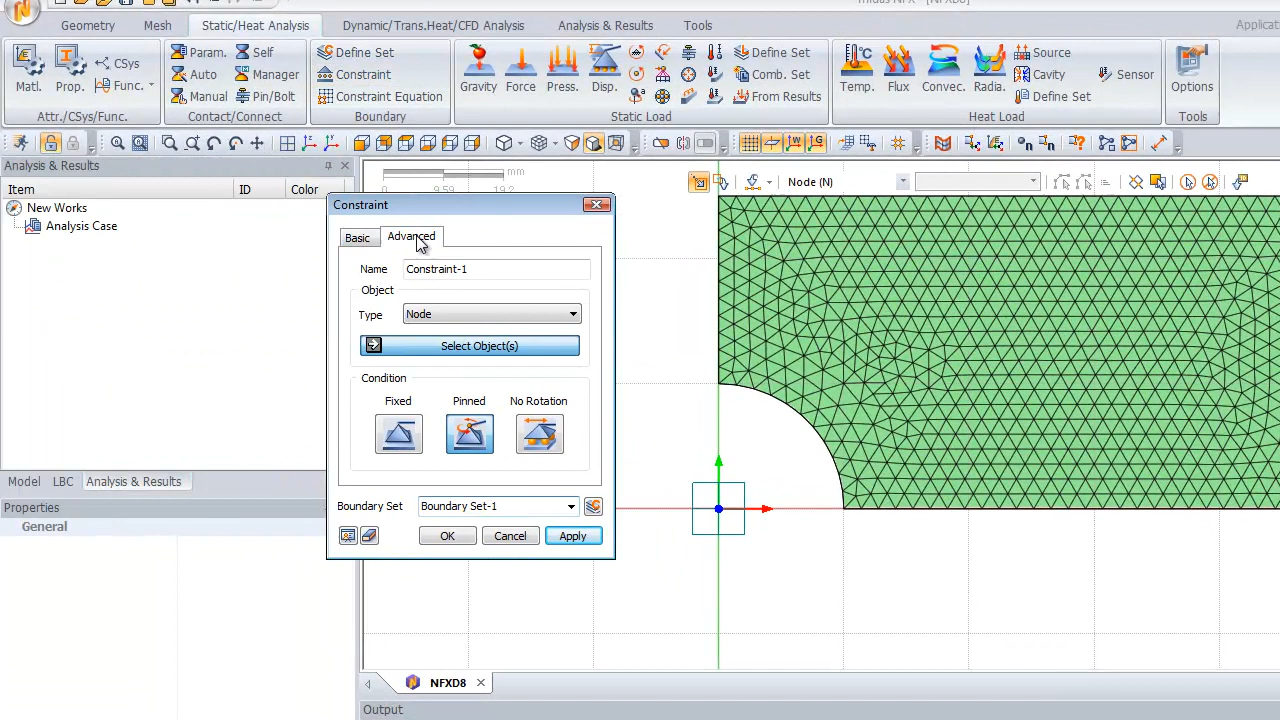 midas NFX - [NFXD8]
Geometry Mesh Static/Heat Analysis Dynamic/Trans.Heat/CFD Analysis Analysis & Results Tools Applicat
Param. Self Define Set Define Set Source
CSys Auto Manager Constraint Comb. Set Cavity Sensor
Matl. Prop. Func. Manual Pin/Bolt Constraint Equation Gravity Force Press. Disp. From Results Temp. Flux Convec. Radia. Define Set Options
Attr./CSys/Func. Contact/Connect Boundary Static Load Heat Load Tools
Analysis & Results
mm
9.59 19.2
Node (N)
Item ID Color
New Works
Analysis Case
Constraint
Basic Advanced
Name Constraint-1
Object
Type Node
Select Object(s)
Condition
Fixed Pinned No Rotation
Boundary Set Boundary Set-1
OK Cancel Apply
Model LBC Analysis & Results
Properties
General
NFXD8
Output